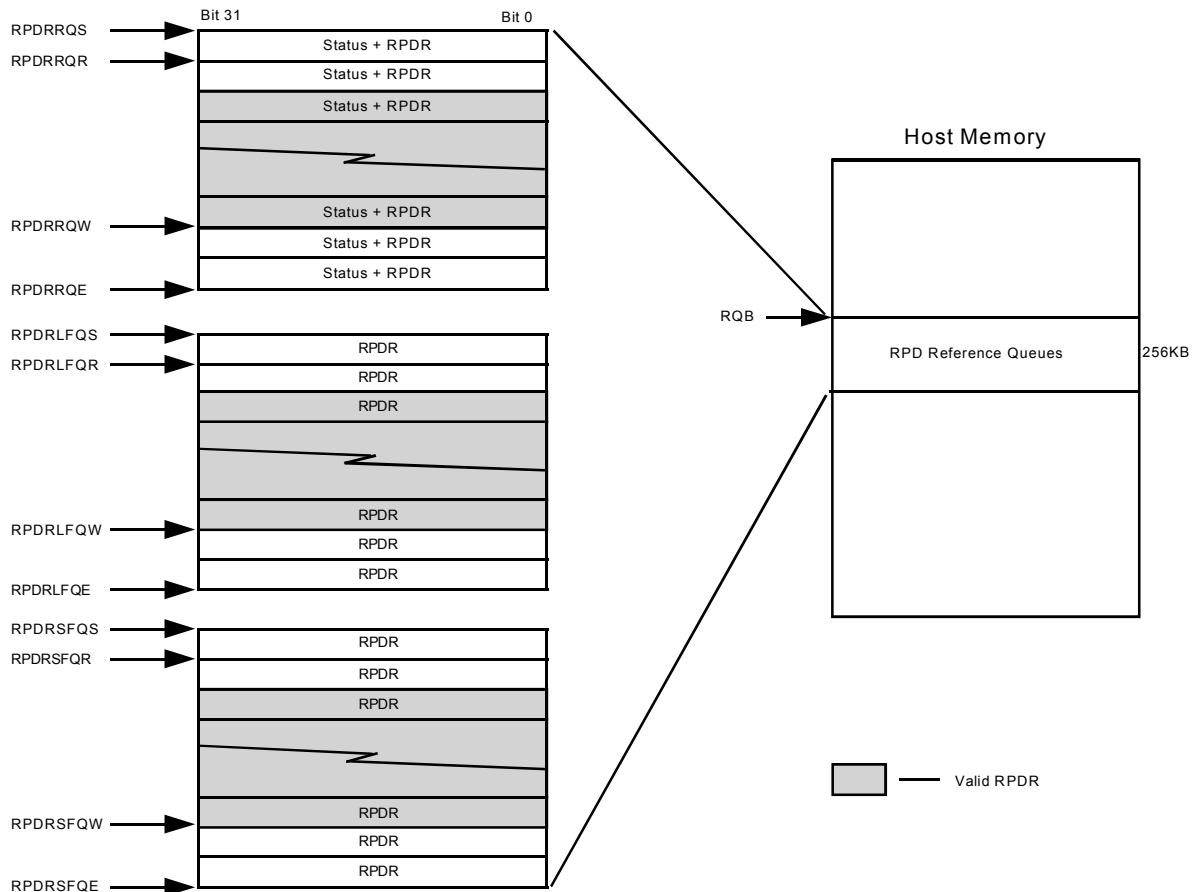 Bit 31 Bit 0
RPDRRQS
Status + RPDR
RPDRRQR
Status + RPDR
Status + RPDR
RPDRRQW
Status + RPDR
Status + RPDR
Status + RPDR
RPDRRQE
RPDRLFQS
RPDR
RPDRLFQR
RPDR
RPDR
RPDRLFQW
RPDR
RPDR
RPDR
RPDRLFQE
RPDRSFQS
RPDR
RPDRSFQR
RPDR
RPDR
RPDRSFQW
RPDR
RPDR
RPDR
RPDRSFQE
Host Memory
RQB
RPD Reference Queues
256KB
Valid RPDR